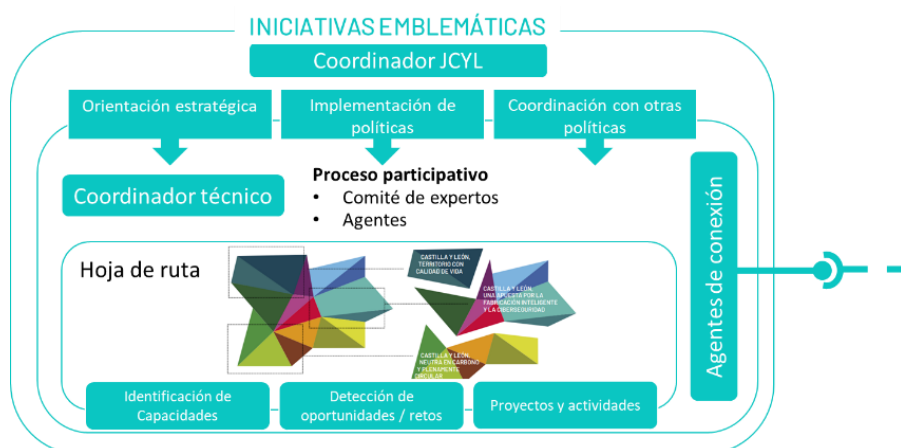 INICIATIVAS EMBLEMÁTICAS
Coordinador JCYL
Orientación estratégica
Implementación de
políticas
Coordinación con otras
políticas
Coordinador técnico
Proceso participativo
• Comité de expertos
• Agentes
Agentes de conexión
Hoja de ruta
CASTILLA Y LEÓN,
TERRITORIO CON
CALIDAD DE VIDA
CASTILLA Y LEÓN,
UNA APUESTA POR LA
FABRICACIÓN INTELIGENTE
Y LA CIBERSEGURIDAD
CASTILLA Y LEÓN,
NEUTRA EN CARBONO
Y PLENAMENTE
CIRCULAR
Identificación de
Capacidades
Detección de
oportunidades / retos
Proyectos y actividades